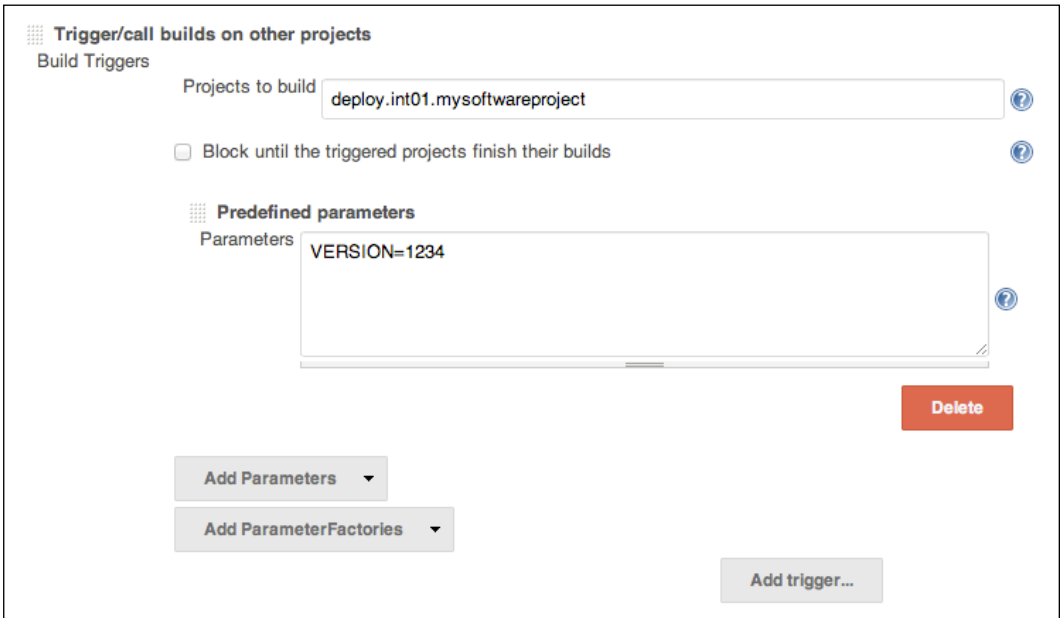 Trigger/call builds on other projects
Build Triggers
Projects to build
deploy.int01.mysoftwareproject
Block until the triggered projects finish their builds
Predefined parameters
Parameters
VERSION=1234
Delete
Add Parameters
Add ParameterFactories
Add trigger...